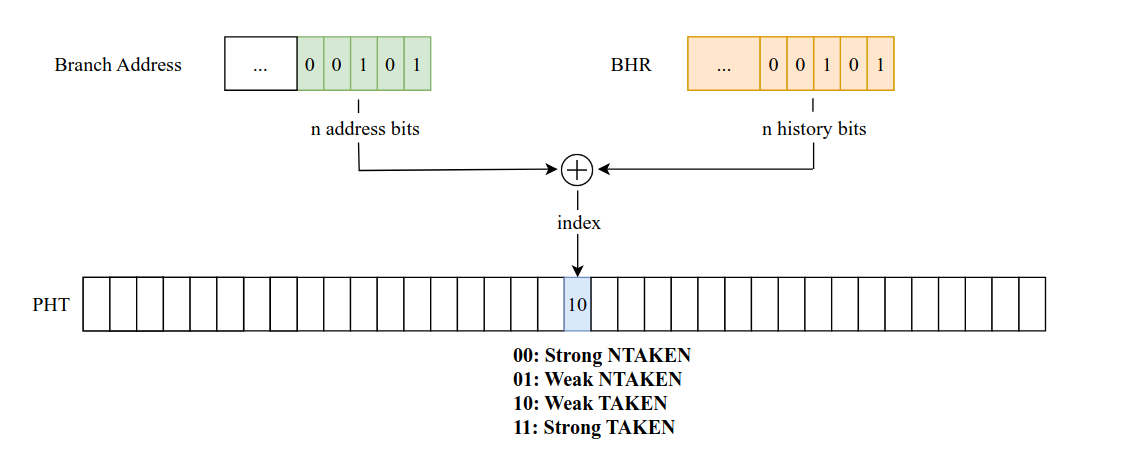 Branch Address ... 0 0 1 0 1
BHR ... 0 0 1 0 1
n address bits
n history bits
index
PHT 10
00: Strong NTAKEN
01: Weak NTAKEN
10: Weak TAKEN
11: Strong TAKEN